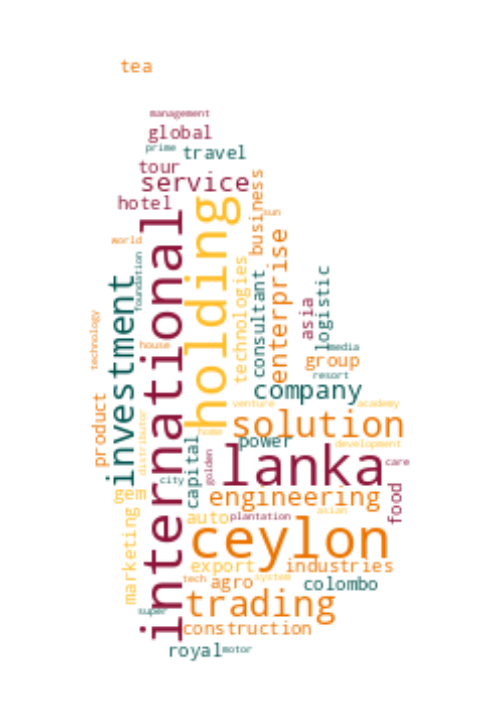 tea
management
global
prime
travel
tour
service
hotel
business
sun
holding
international
world
enterprise
foundation
technologies
consultant
logistic
investment
asia
technology
house
media
group
resort
company
product
venture
academy
distributor
solution
home
power
development
capital
lanka
golden
care
city
gem
engineering
food
marketing
auto
plantation
asian
ceylon
export
industries
tech
agro
system
colombo
trading
super
construction
royal
motor